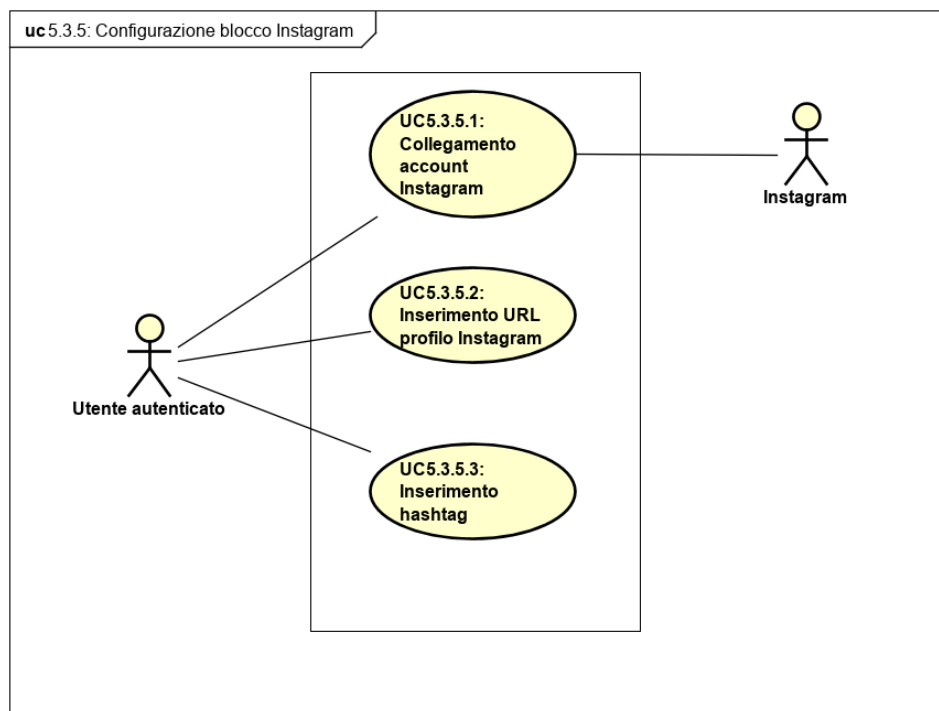 uc 5.3.5: Configurazione blocco Instagram
UC5.3.5.1:
Collegamento
account
Instagram
Instagram
UC5.3.5.2:
Inserimento URL
profilo Instagram
Utente autenticato
UC5.3.5.3:
Inserimento
hashtag